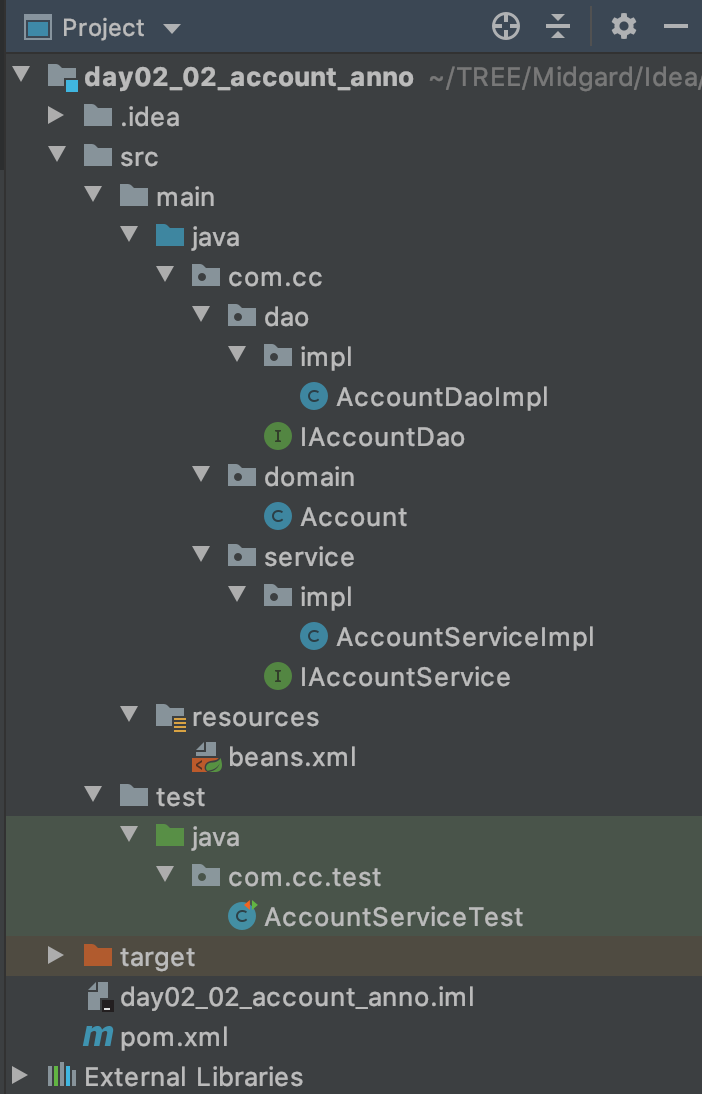 Project
day02_02_account_anno ~/TREE/Midgard/Idea/
.idea
src
main
java
com.cc
dao
impl
AccountDaoImpl
IAccountDao
domain
Account
service
impl
AccountServiceImpl
IAccountService
resources
beans.xml
test
java
com.cc.test
AccountServiceTest
target
day02_02_account_anno.iml
pom.xml
External Libraries